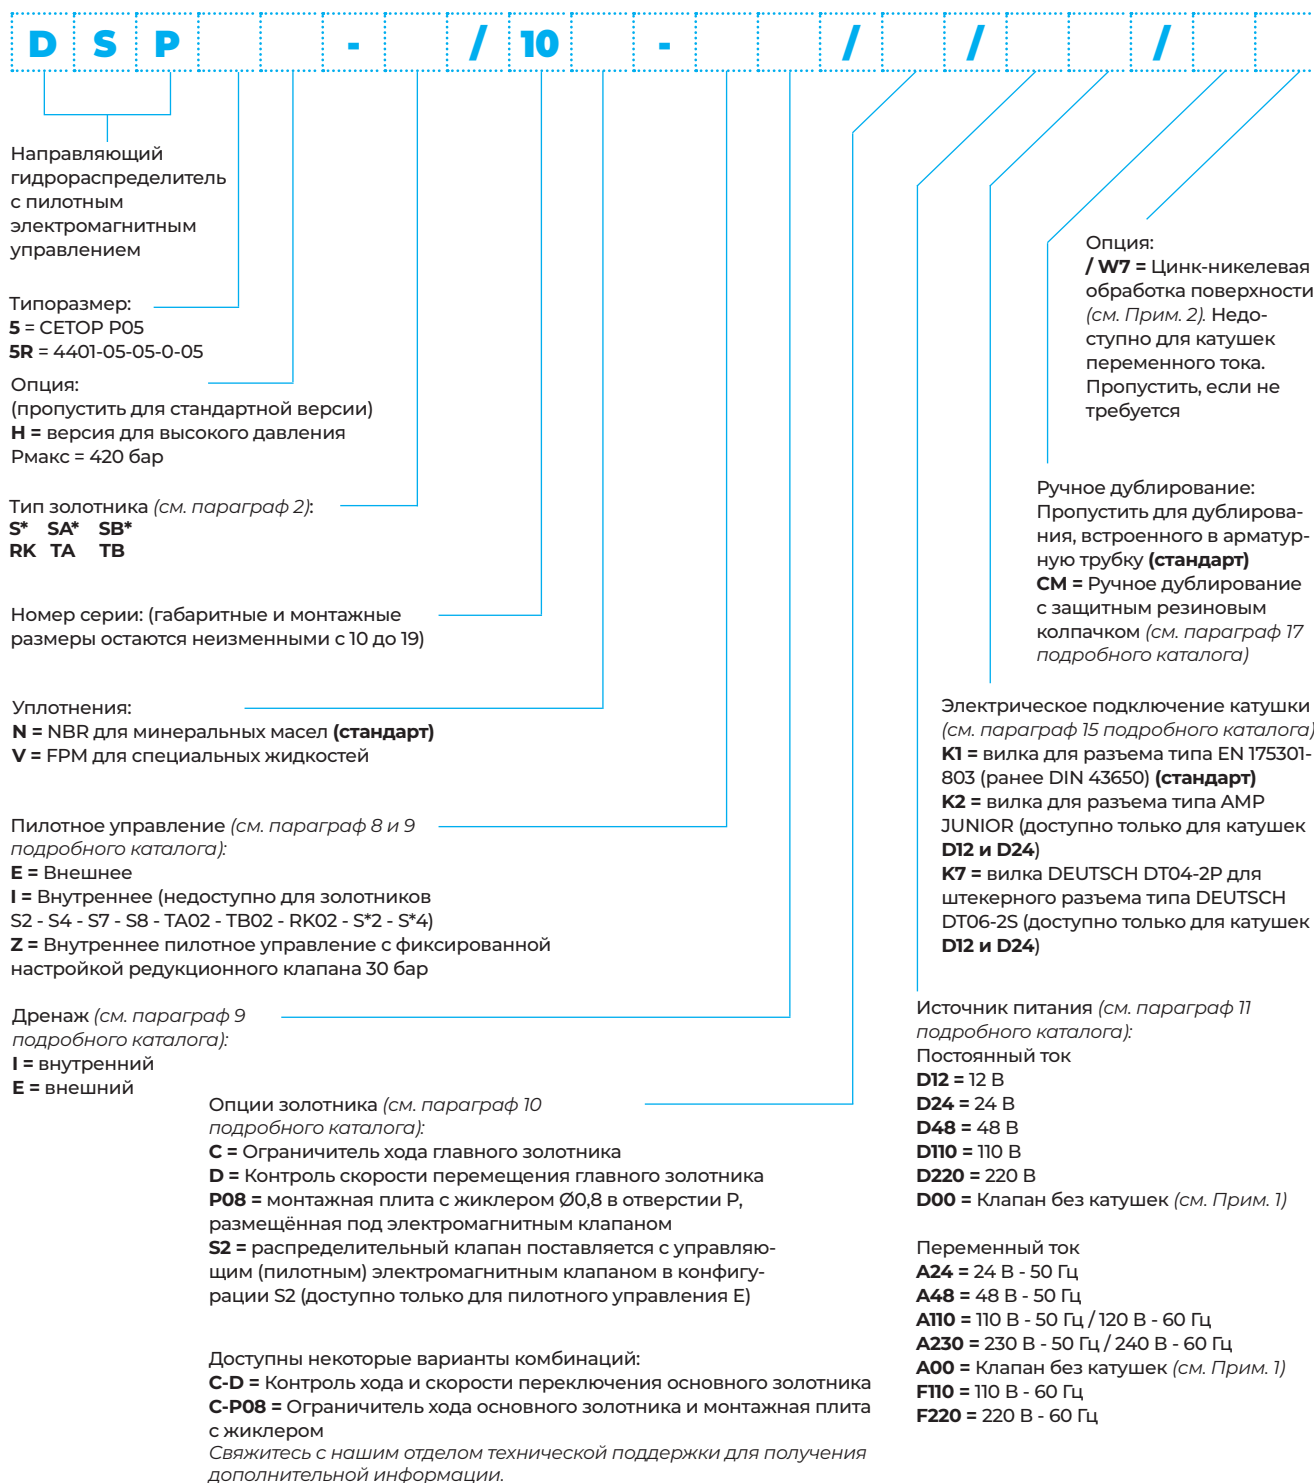 D S P - / 10 - / / /
Направляющий
гидрораспределитель
с пилотным
электромагнитным
управлением
Типоразмер:
5 = CETOP P05
5R = 4401-05-05-0-05
Опция:
(пропустить для стандартной версии)
H = версия для высокого давления
Pмакс = 420 бар
Тип золотника (см. параграф 2):
S* SA* SB*
RK TA TB
Номер серии: (габаритные и монтажные
размеры остаются неизменными с 10 до 19)
Уплотнения:
N = NBR для минеральных масел (стандарт)
V = FPM для специальных жидкостей
Пилотное управление (см. параграф 8 и 9
подробного каталога):
E = Внешнее
I = Внутреннее (недоступно для золотников
S2 - S4 - S7 - S8 - TA02 - TB02 - RK02 - S*2 - S*4)
Z = Внутреннее пилотное управление с фиксированной
настройкой редукционного клапана 30 бар
Дренаж (см. параграф 9
подробного каталога):
I = внутренний
E = внешний
Опции золотника (см. параграф 10
подробного каталога):
C = Ограничитель хода главного золотника
D = Контроль скорости перемещения главного золотника
P08 = монтажная плита с жиклером Ø0,8 в отверстии P,
размещённая под электромагнитным клапаном
S2 = распределительный клапан поставляется с управляю-
щим (пилотным) электромагнитным клапаном в конфигу-
рации S2 (доступно только для пилотного управления E)
Доступны некоторые варианты комбинаций:
C-D = Контроль хода и скорости переключения основного золотника
C-P08 = Ограничитель хода основного золотника и монтажная плита
с жиклером
Свяжитесь с нашим отделом технической поддержки для получения
дополнительной информации.
Опция:
/ W7 = Цинк-никелевая
обработка поверхности
(см. Прим. 2). Недо-
ступно для катушек
переменного тока.
Пропустить, если не
требуется
Ручное дублирование:
Пропустить для дублирова-
ния, встроенного в арматур-
ную трубку (стандарт)
CM = Ручное дублирование
с защитным резиновым
колпачком (см. параграф 17
подробного каталога)
Электрическое подключение катушки
(см. параграф 15 подробного каталога)
K1 = вилка для разъема типа EN 175301-
803 (ранее DIN 43650) (стандарт)
K2 = вилка для разъема типа AMP
JUNIOR (доступно только для катушек
D12 и D24)
K7 = вилка DEUTSCH DT04-2P для
штекерного разъема типа DEUTSCH
DT06-2S (доступно только для катушек
D12 и D24)
Источник питания (см. параграф 11
подробного каталога):
Постоянный ток
D12 = 12 В
D24 = 24 В
D48 = 48 В
D110 = 110 В
D220 = 220 В
D00 = Клапан без катушек (см. Прим. 1)
Переменный ток
A24 = 24 В - 50 Гц
A48 = 48 В - 50 Гц
A110 = 110 В - 50 Гц / 120 В - 60 Гц
A230 = 230 В - 50 Гц / 240 В - 60 Гц
A00 = Клапан без катушек (см. Прим. 1)
F110 = 110 В - 60 Гц
F220 = 220 В - 60 Гц